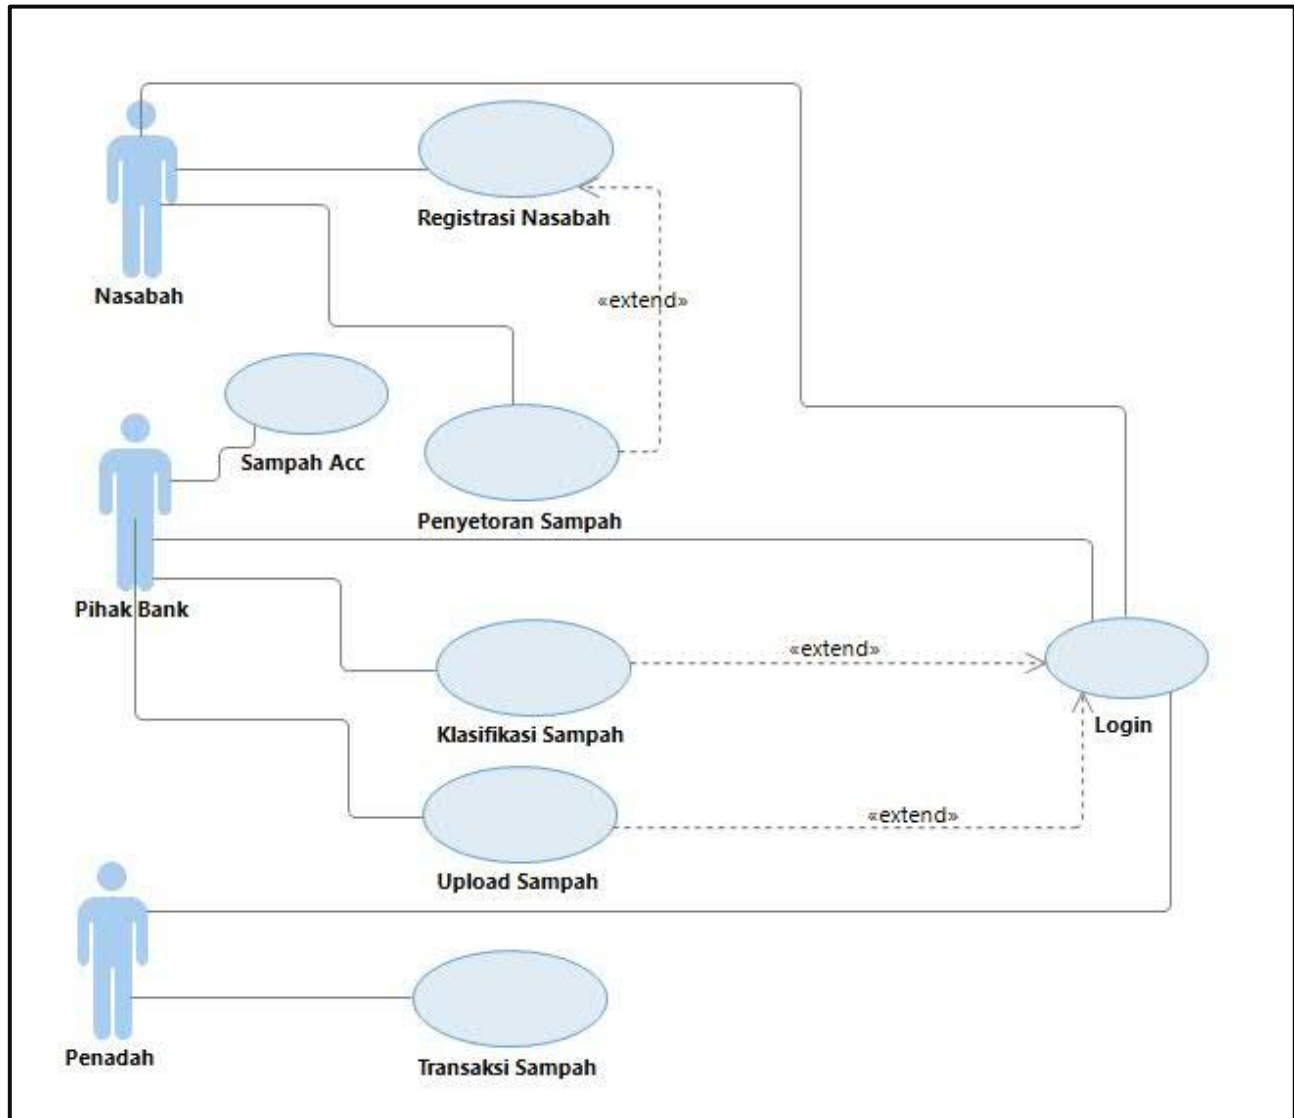 Registrasi Nasabah
Nasabah
«extend»
Sampah Acc
Penyetoran Sampah
Pihak Bank
«extend»
Klasifikasi Sampah
Login
«extend»
Upload Sampah
Penadah
Transaksi Sampah